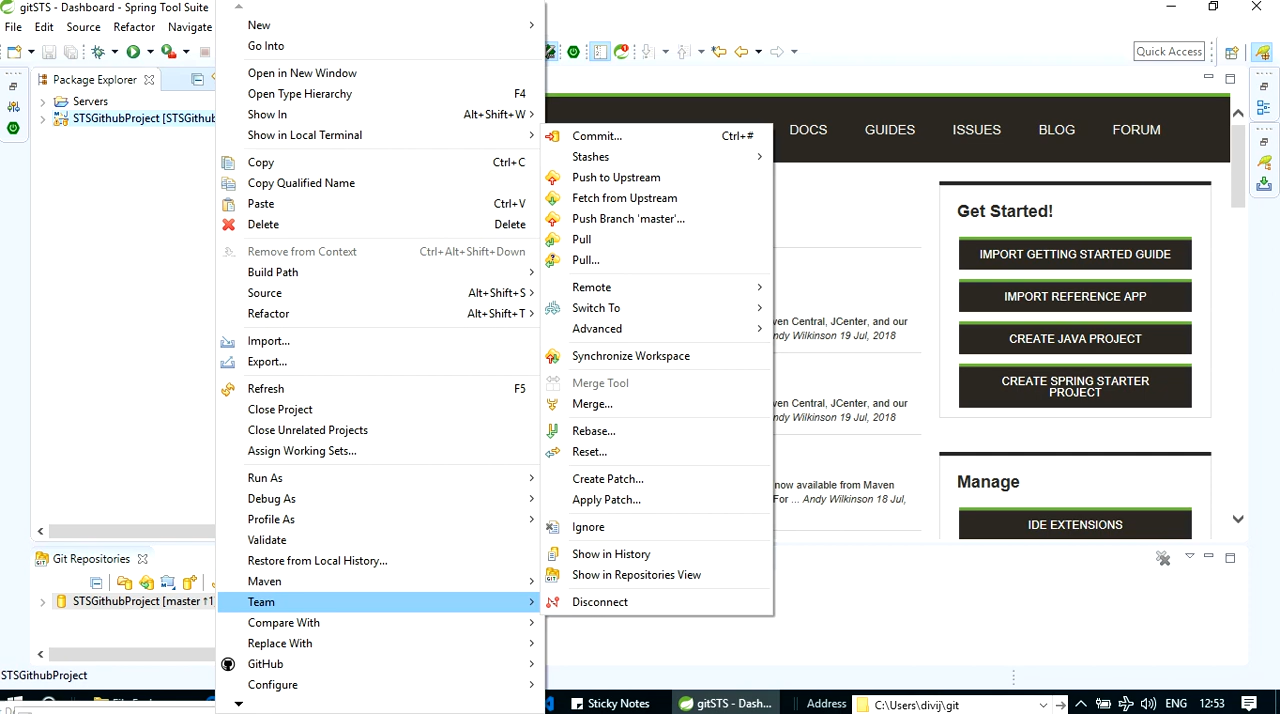 gitSTS - Dashboard - Spring Tool Suite
File Edit Source Refactor Navigate
Quick Access
Package Explorer
Servers
STSGithubProject [STSGithub
New
Go Into
Open in New Window
Open Type Hierarchy F4
Show In Alt+Shift+W
Show in Local Terminal
Copy Ctrl+C
Copy Qualified Name
Paste Ctrl+V
Delete Delete
Remove from Context Ctrl+Alt+Shift+Down
Build Path
Source Alt+Shift+S
Refactor Alt+Shift+T
Import...
Export...
Refresh F5
Close Project
Close Unrelated Projects
Assign Working Sets...
Run As
Debug As
Profile As
Validate
Restore from Local History...
Maven
Team
Compare With
Replace With
GitHub
Configure
Commit... Ctrl+#
Stashes
Push to Upstream
Fetch from Upstream
Push Branch 'master'...
Pull
Pull...
Remote
Switch To
Advanced
Synchronize Workspace
Merge Tool
Merge...
Rebase...
Reset...
Create Patch...
Apply Patch...
Ignore
Show in History
Show in Repositories View
Disconnect
DOCS GUIDES ISSUES BLOG FORUM
ven Central, JCenter, and our
ndy Wilkinson 19 Jul, 2018
ven Central, JCenter, and our
ndy Wilkinson 19 Jul, 2018
now available from Maven
For ... Andy Wilkinson 18 Jul,
Get Started!
IMPORT GETTING STARTED GUIDE
IMPORT REFERENCE APP
CREATE JAVA PROJECT
CREATE SPRING STARTER
PROJECT
Manage
IDE EXTENSIONS
Git Repositories
STSGithubProject [master ↑1
STSGithubProject
Sticky Notes
gitSTS - Dash...
Address C:\Users\divij\git
ENG 12:53